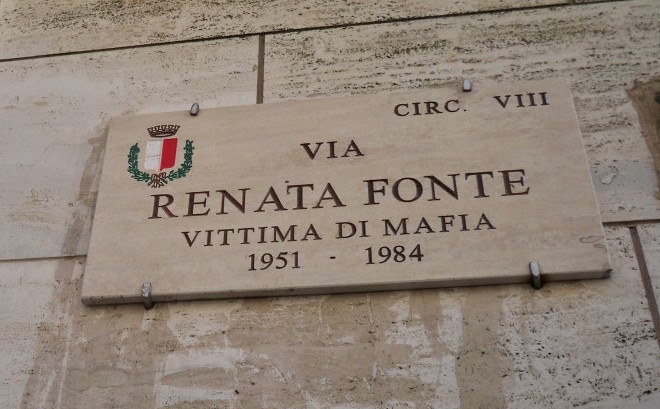 CIRC. VIII
VIA
RENATA FONTE
VITTIMA DI MAFIA
1951 - 1984